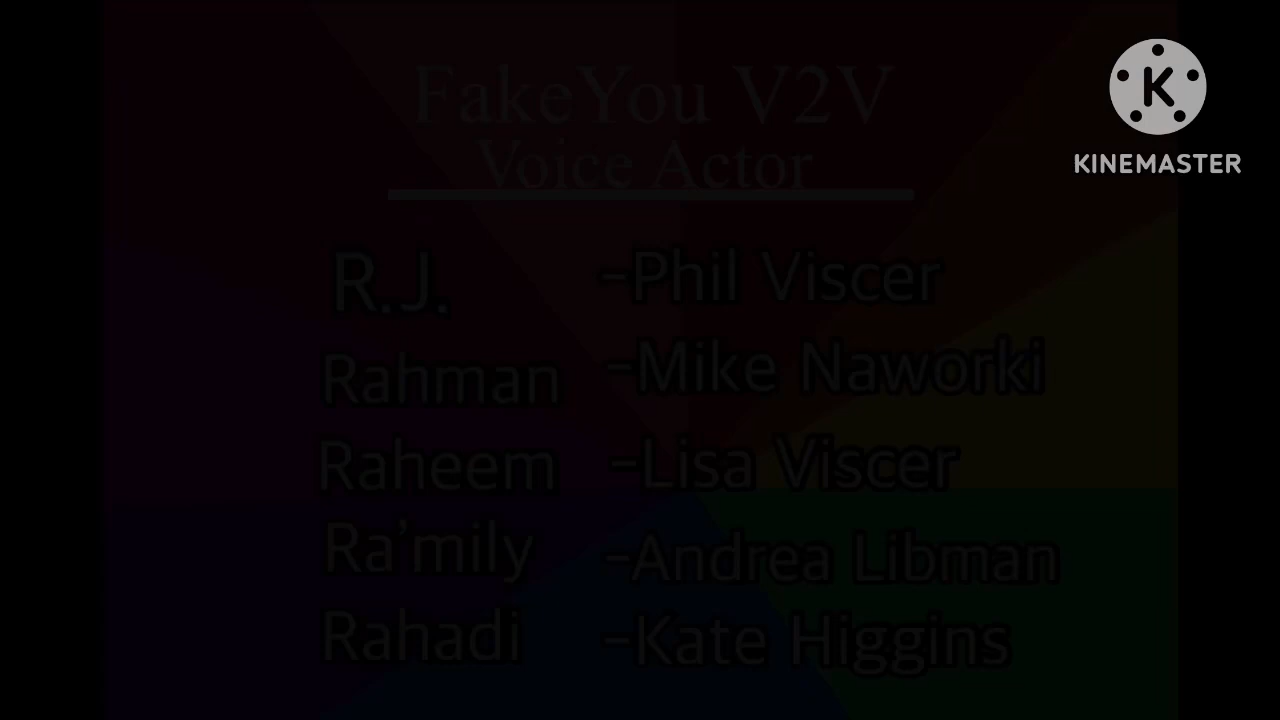 FakeYou V2V
Voice Actor
R.J. -Phil Viscer
Rahman -Mike Naworki
Raheem -Lisa Viscer
Ra'mily -Andrea Libman
Rahadi -Kate Higgins
K
KINEMASTER